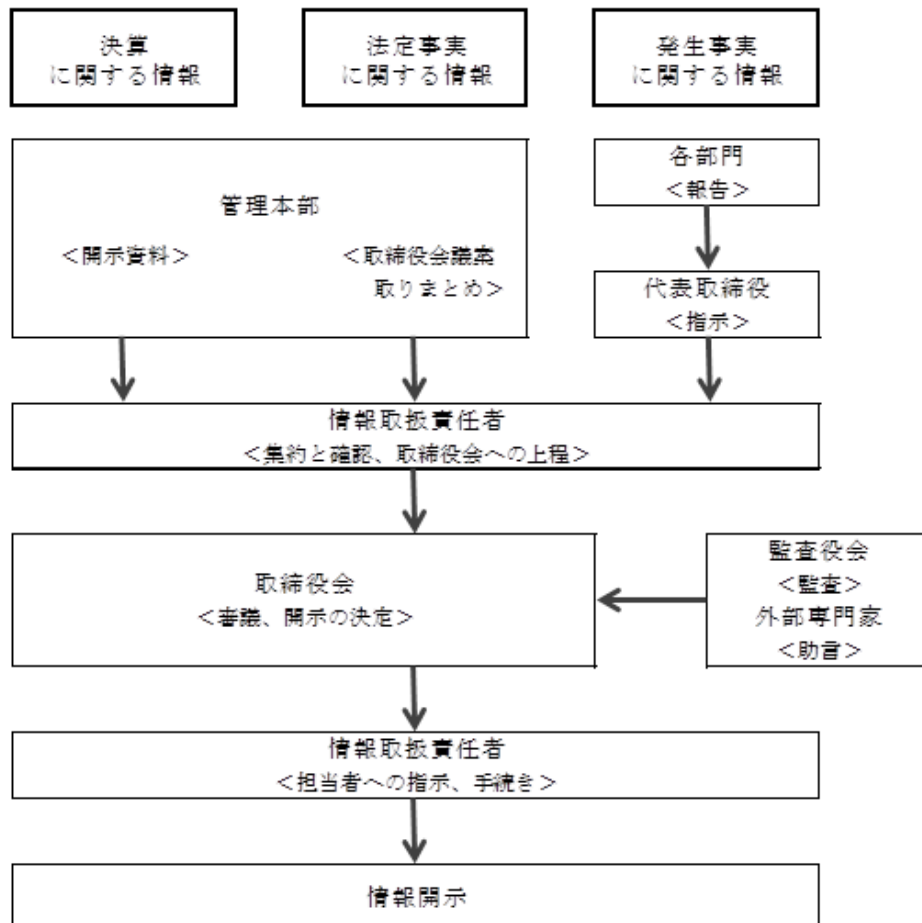 決算
に関する情報
法定事実
に関する情報
発生事実
に関する情報
管理本部
＜開示資料＞
＜取締役会議案
取りまとめ＞
各部門
＜報告＞
代表取締役
＜指示＞
情報取扱責任者
＜集約と確認、取締役会への上程＞
取締役会
＜審議、開示の決定＞
監査役会
＜監査＞
外部専門家
＜助言＞
情報取扱責任者
＜担当者への指示、手続き＞
情報開示